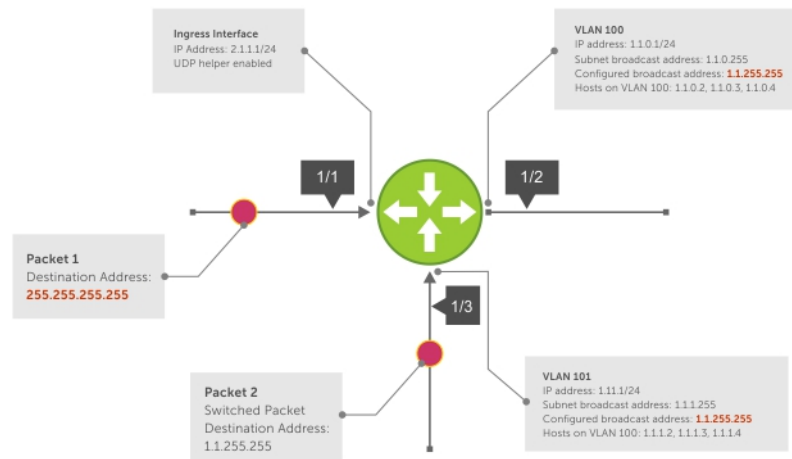 Ingress Interface
IP Address: 2.1.1.1/24
UDP helper enabled
VLAN 100
IP address: 1.1.0.1/24
Subnet broadcast address: 1.1.0.255
Configured broadcast address: 1.1.255.255
Hosts on VLAN 100: 1.1.0.2, 1.1.0.3, 1.1.0.4
1/1
1/2
Packet 1
Destination Address:
255.255.255.255
1/3
Packet 2
Switched Packet
Destination Address:
1.1.255.255
VLAN 101
IP address: 1.11.1/24
Subnet broadcast address: 1.1.1.255
Configured broadcast address: 1.1.255.255
Hosts on VLAN 100: 1.1.1.2, 1.1.1.3, 1.1.1.4